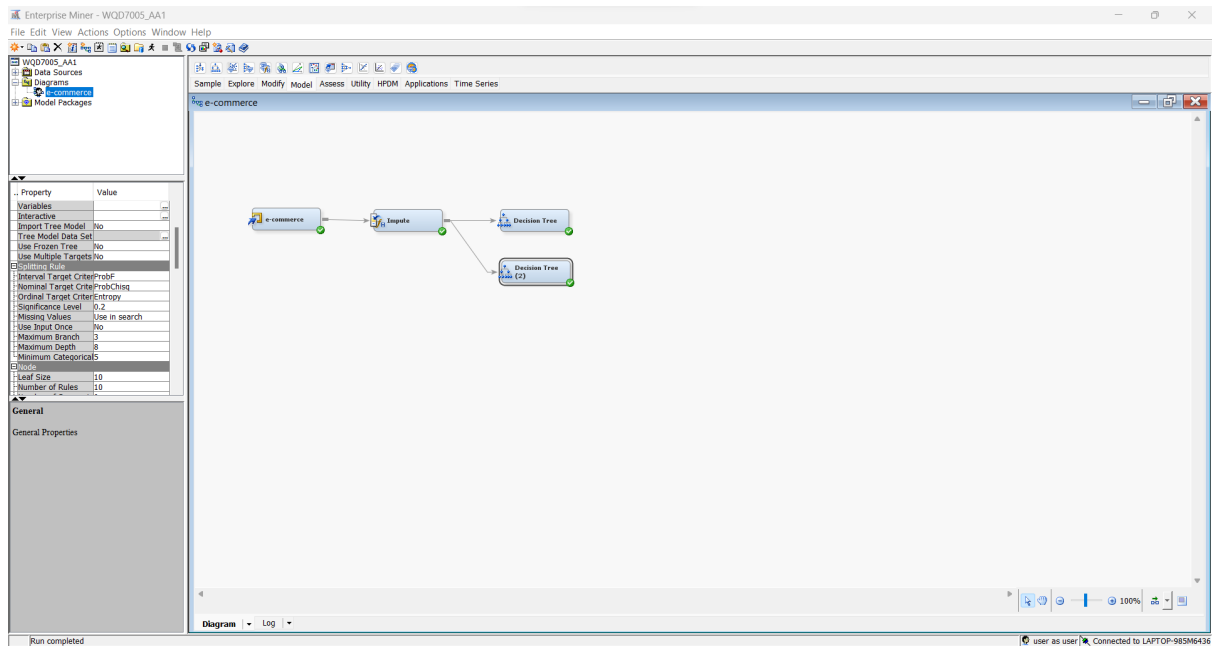 Enterprise Miner - WQD7005_AA1
File Edit View Actions Options Window Help
WQD7005_AA1
Data Sources
Diagrams
e-commerce
Model Packages
Sample Explore Modify Model Assess Utility HPDM Applications Time Series
e-commerce
.. Property Value
Variables ...
Interactive ...
Import Tree Model No
Tree Model Data Set ...
Use Frozen Tree No
Use Multiple Targets No
Splitting Rule
Interval Target Criter ProbF
Nominal Target Crite ProbChisq
Ordinal Target Criter Entropy
Significance Level 0.2
Missing Values Use in search
Use Input Once No
Maximum Branch 3
Maximum Depth 8
Minimum Categorical 5
Node
Leaf Size 10
Number of Rules 10
General
General Properties
e-commerce
Impute
Decision Tree
Decision Tree
(2)
100%
Diagram Log
Run completed
user as user Connected to LAPTOP-985M6436